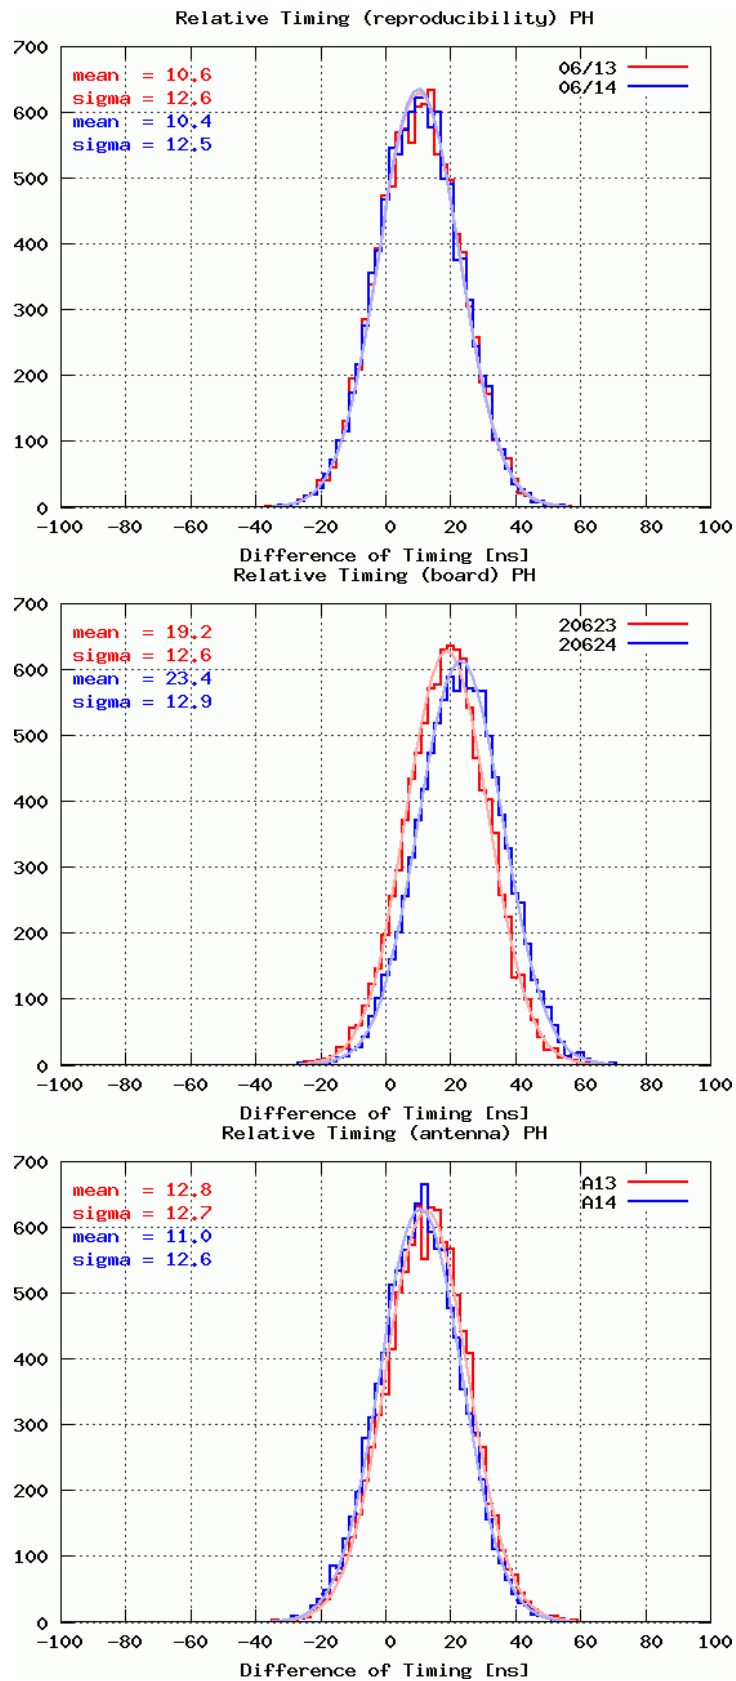 Relative Timing (reproducibility) PH
700
600
500
400
300
200
100
0
mean = 10.6
sigma = 12.6
mean = 10.4
sigma = 12.5
06/13
06/14
-100 -80 -60 -40 -20 0 20 40 60 80 100
Difference of Timing [ns]
Relative Timing (board) PH
700
600
500
400
300
200
100
0
mean = 19.2
sigma = 12.6
mean = 23.4
sigma = 12.9
20623
20624
-100 -80 -60 -40 -20 0 20 40 60 80 100
Difference of Timing [ns]
Relative Timing (antenna) PH
700
600
500
400
300
200
100
0
mean = 12.8
sigma = 12.7
mean = 11.0
sigma = 12.6
A13
A14
-100 -80 -60 -40 -20 0 20 40 60 80 100
Difference of Timing [ns]